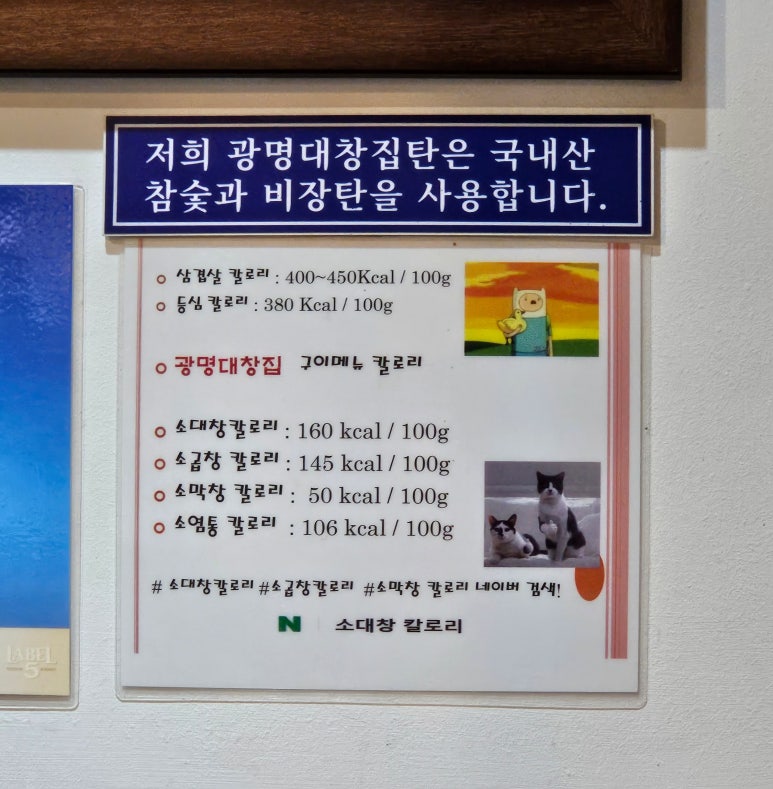 저희 광명대창집탄은 국내산
참숯과 비장탄을 사용합니다.
삼겹살 칼로리 : 400~450Kcal / 100g
등심 칼로리 : 380 Kcal / 100g
광명대창집 구이메뉴 칼로리
소대창칼로리 : 160 kcal / 100g
소곱창 칼로리 : 145 kcal / 100g
소막창 칼로리 : 50 kcal / 100g
소염통 칼로리 : 106 kcal / 100g
# 소대창칼로리 #소곱창칼로리 #소막창 칼로리 네이버 검색!
N 소대창 칼로리
LABEL
5